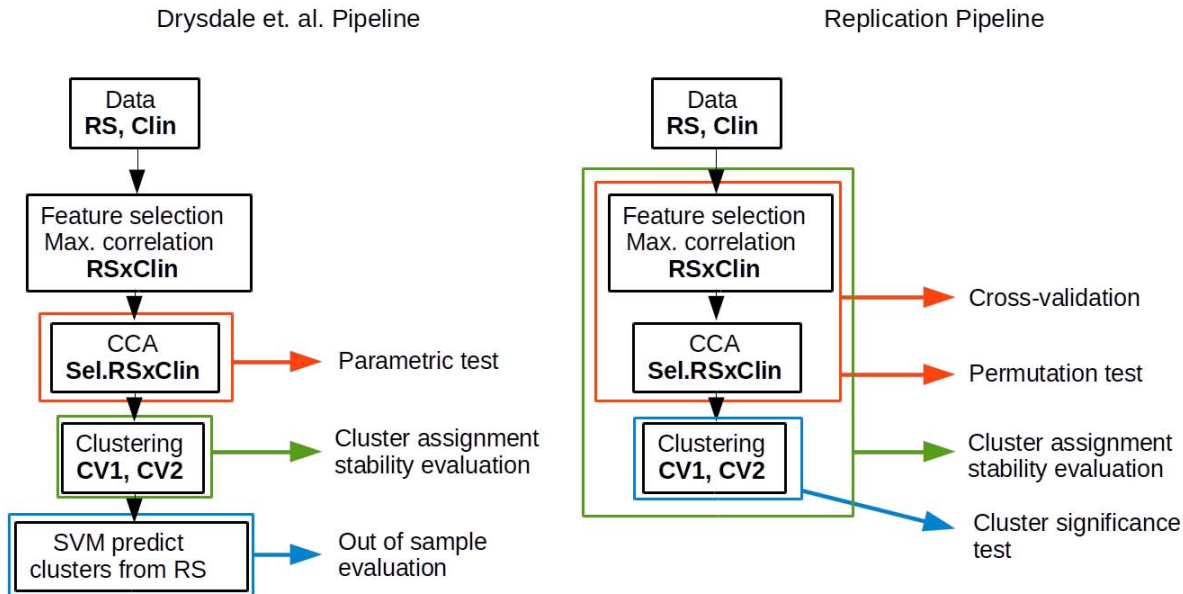 Drysdale et. al. Pipeline
Data
RS, Clin
Feature selection
Max. correlation
RSxClin
CCA
Sel.RSxClin
Parametric test
Clustering
CV1, CV2
Cluster assignment
stability evaluation
SVM predict
clusters from RS
Out of sample
evaluation
Replication Pipeline
Data
RS, Clin
Feature selection
Max. correlation
RSxClin
CCA
Sel.RSxClin
Clustering
CV1, CV2
Cross-validation
Permutation test
Cluster assignment
stability evaluation
Cluster significance
test